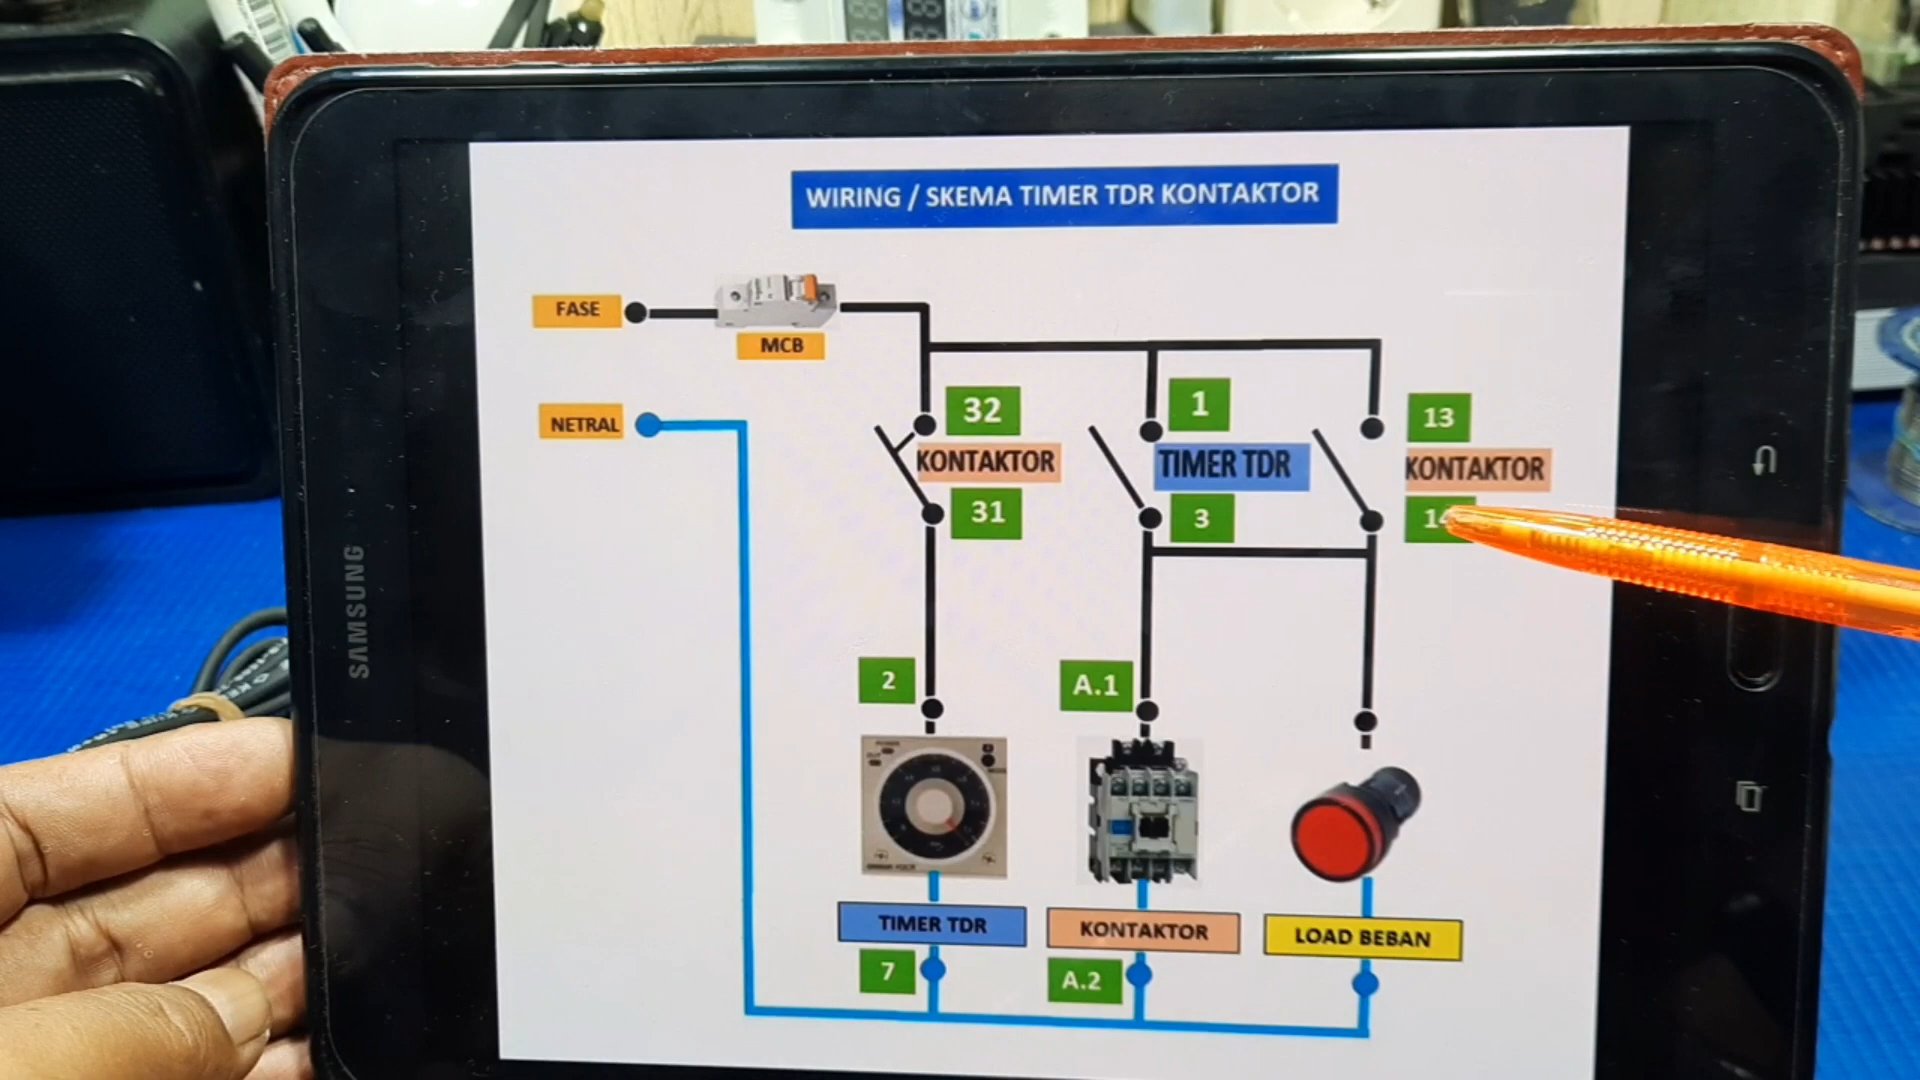 WIRING / SKEMA TIMER TDR KONTAKTOR
FASE
MCB
NETRAL
32
KONTAKTOR
31
1
TIMER TDR
3
13
KONTAKTOR
2
A.1
TIMER TDR
KONTAKTOR
LOAD BEBAN
7
A.2
SAMSUNG